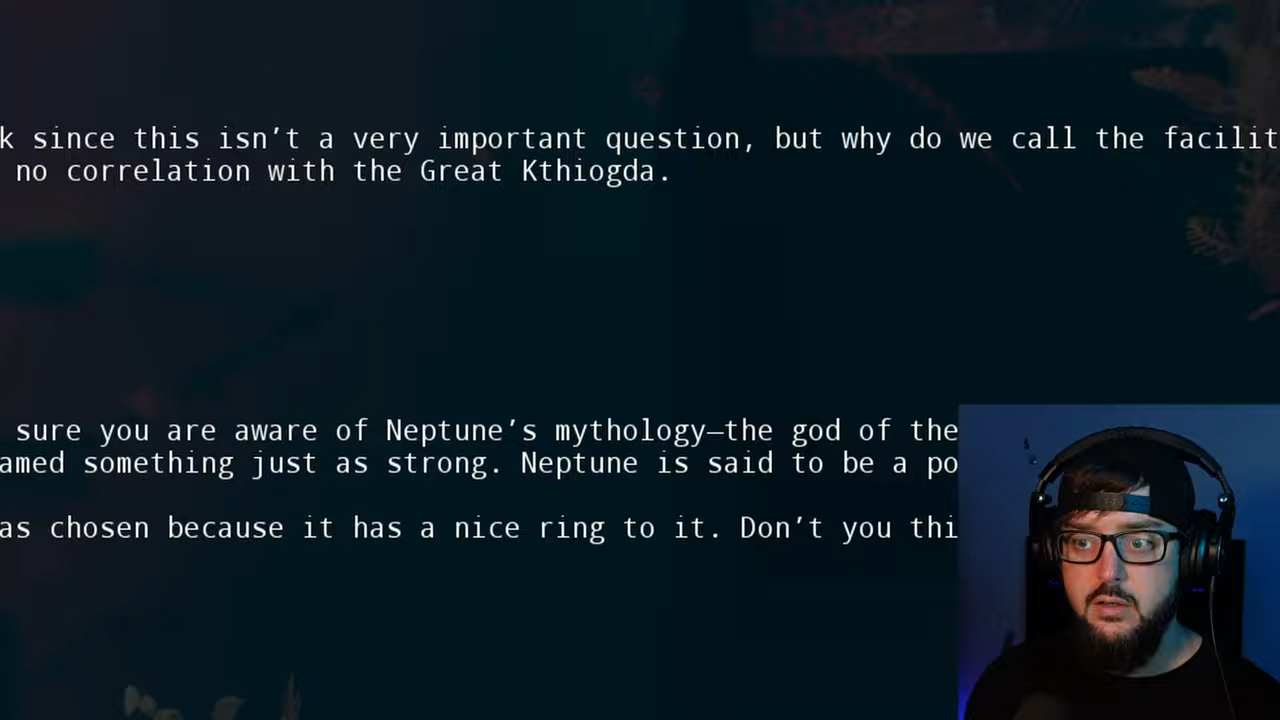 k since this isn’t a very important question, but why do we call the facilit
no correlation with the Great Kthiogda.
sure you are aware of Neptune’s mythology—the god of the
amed something just as strong. Neptune is said to be a po
as chosen because it has a nice ring to it. Don’t you thi